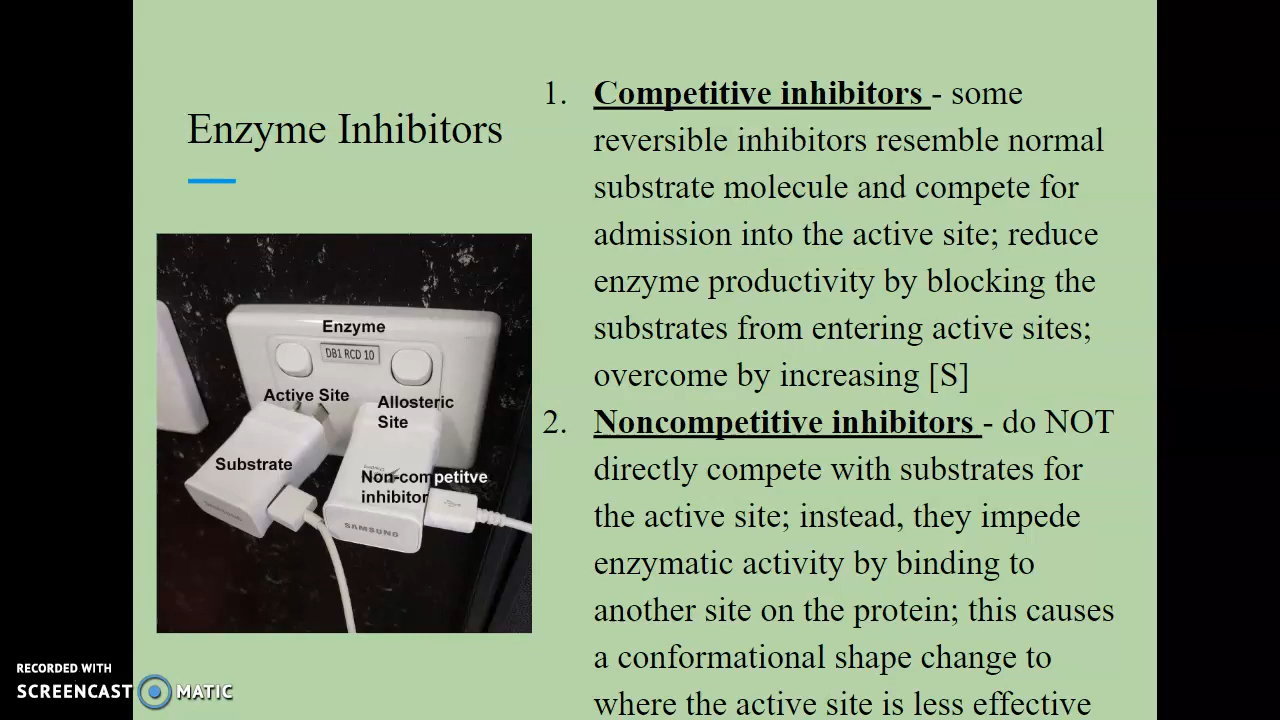 Enzyme Inhibitors
1. Competitive inhibitors - some
reversible inhibitors resemble normal
substrate molecule and compete for
admission into the active site; reduce
enzyme productivity by blocking the
substrates from entering active sites;
overcome by increasing [S]
2. Noncompetitive inhibitors - do NOT
directly compete with substrates for
the active site; instead, they impede
enzymatic activity by binding to
another site on the protein; this causes
a conformational shape change to
where the active site is less effective
Enzyme
DB1 RCD 10
Active Site
Allosteric
Site
Substrate
Non-competitve
inhibitor
SAMSUNG
RECORDED WITH
SCREENCAST MATIC